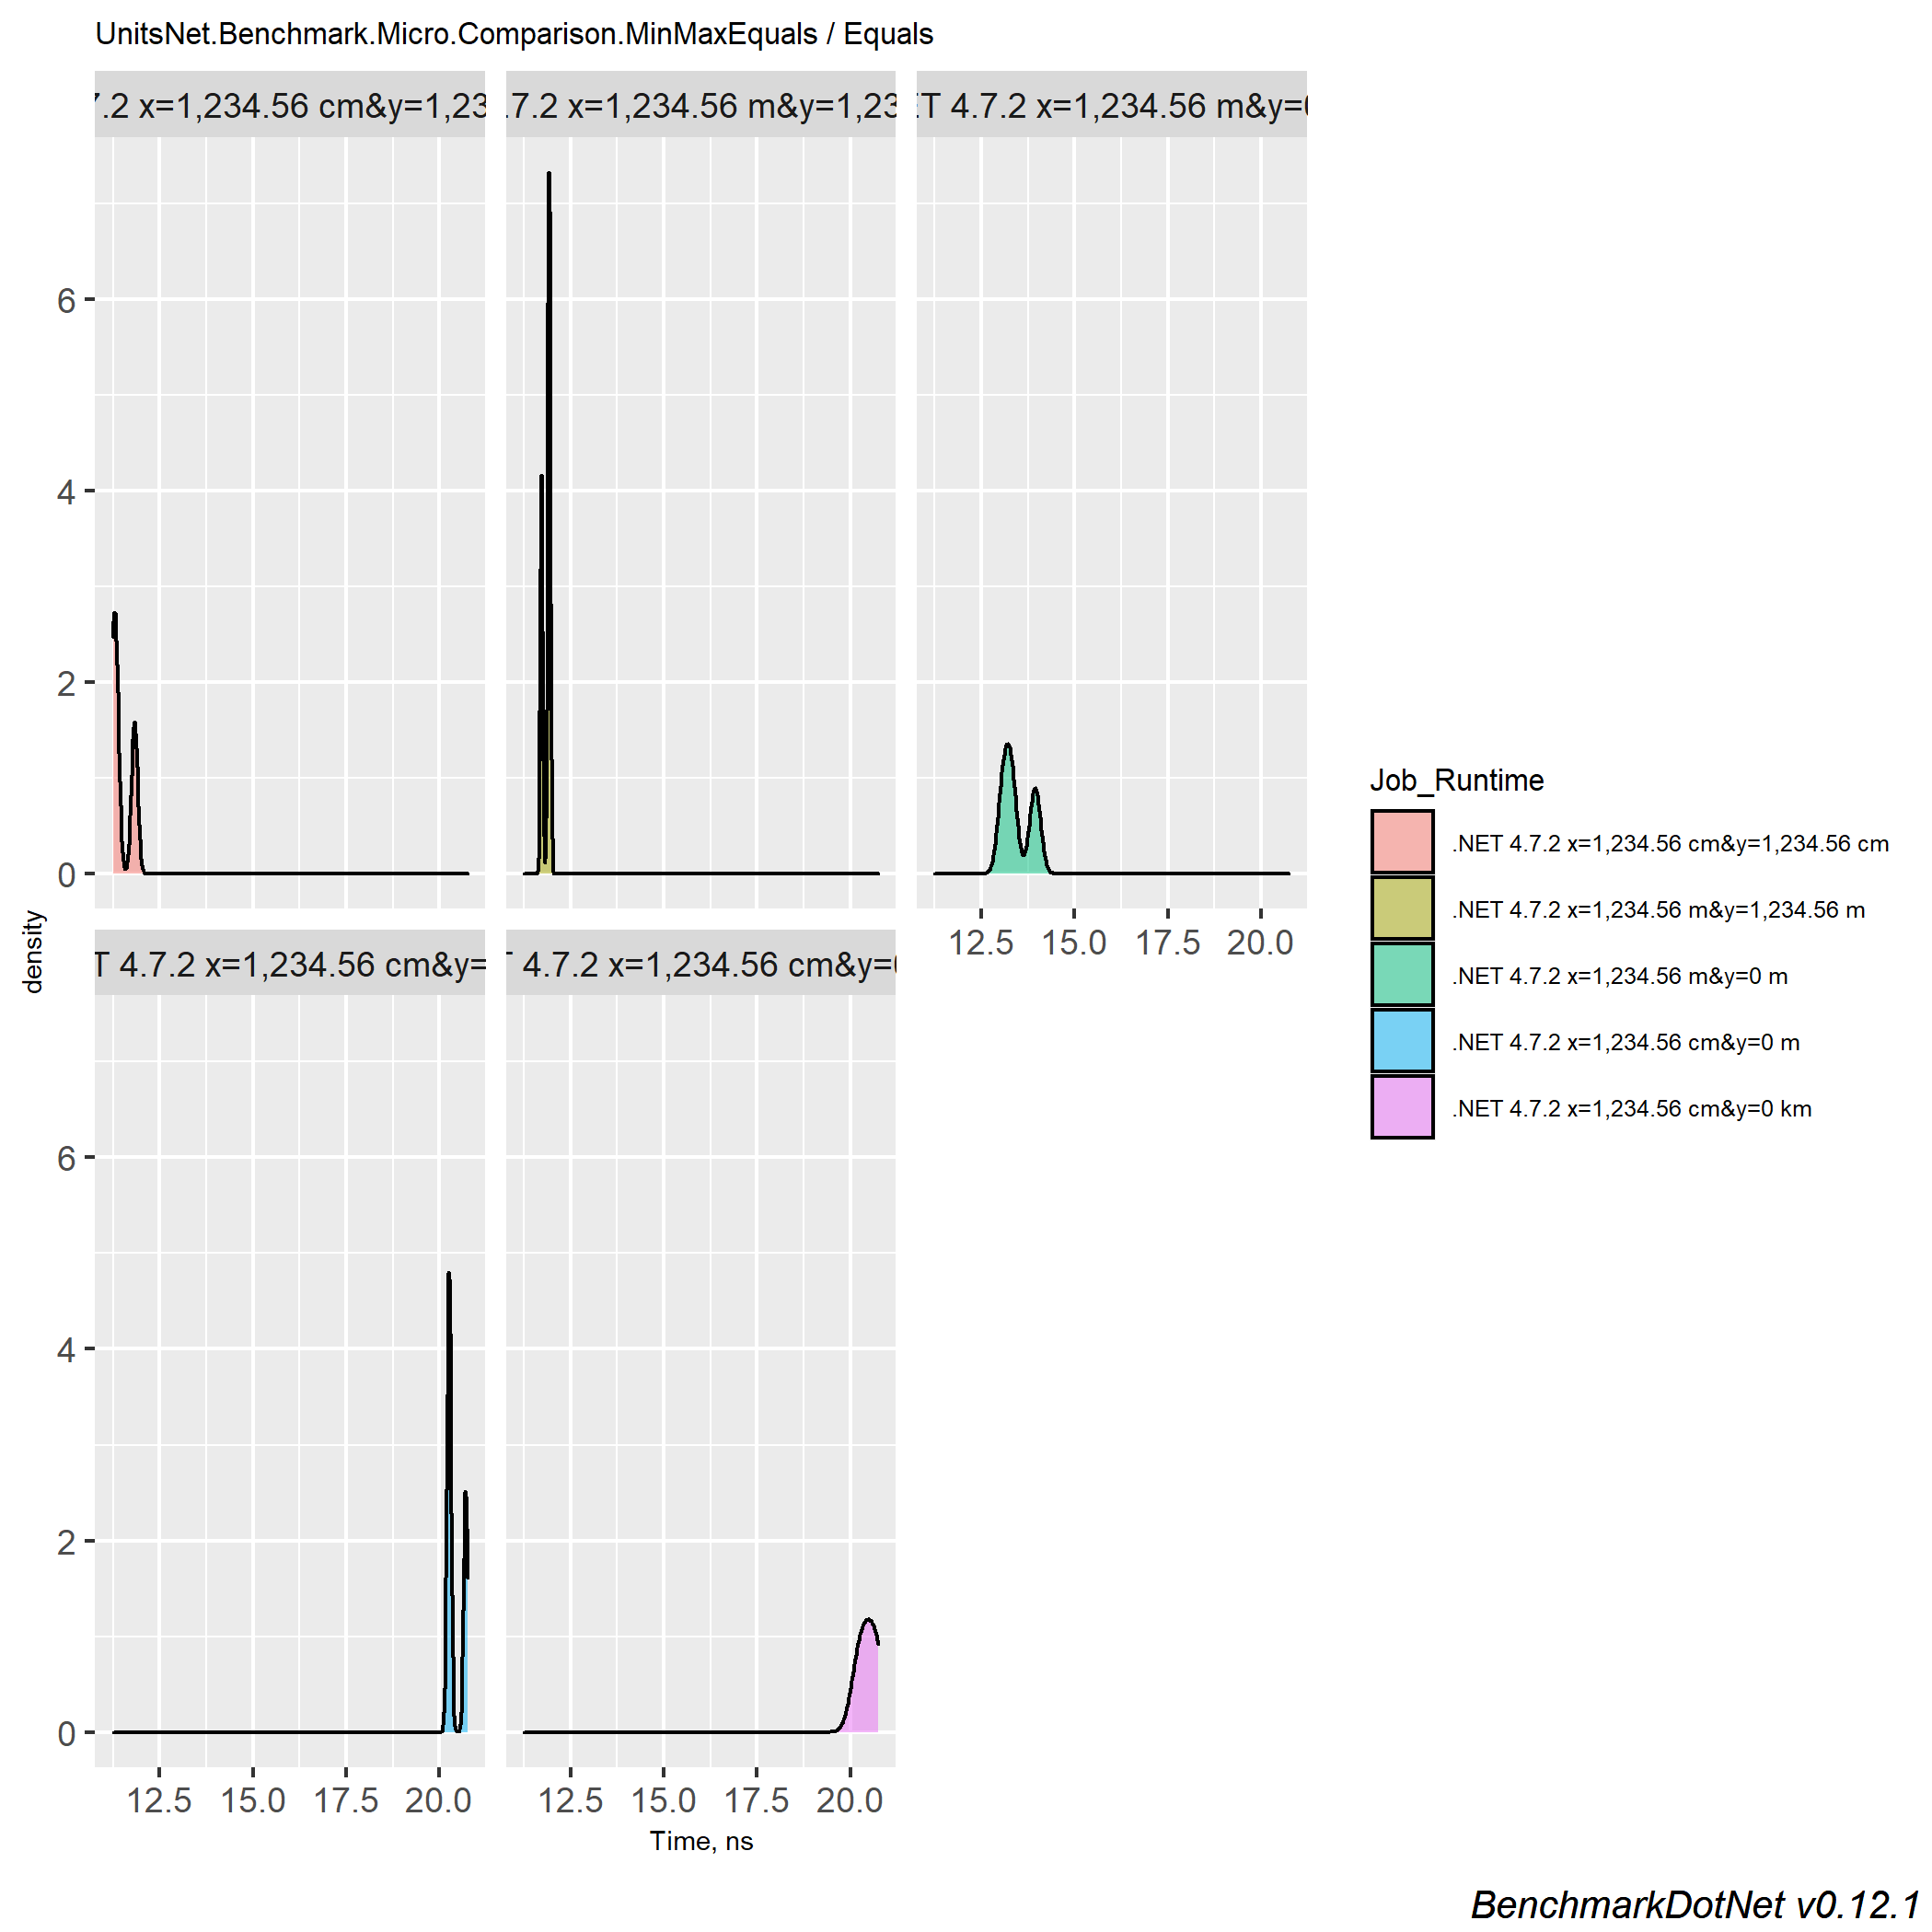 UnitsNet.Benchmark.Micro.Comparison.MinMaxEquals / Equals
7.2 x=1,234.56 cm&y=1,23
.7.2 x=1,234.56 m&y=1,23
ET 4.7.2 x=1,234.56 m&y=0
6
4
2
0
12.5 15.0 17.5 20.0
density
T 4.7.2 x=1,234.56 cm&y=
T 4.7.2 x=1,234.56 cm&y=0
6
4
2
0
12.5 15.0 17.5 20.0
12.5 15.0 17.5 20.0
Time, ns
Job_Runtime
.NET 4.7.2 x=1,234.56 cm&y=1,234.56 cm
.NET 4.7.2 x=1,234.56 m&y=1,234.56 m
.NET 4.7.2 x=1,234.56 m&y=0 m
.NET 4.7.2 x=1,234.56 cm&y=0 m
.NET 4.7.2 x=1,234.56 cm&y=0 km
BenchmarkDotNet v0.12.1